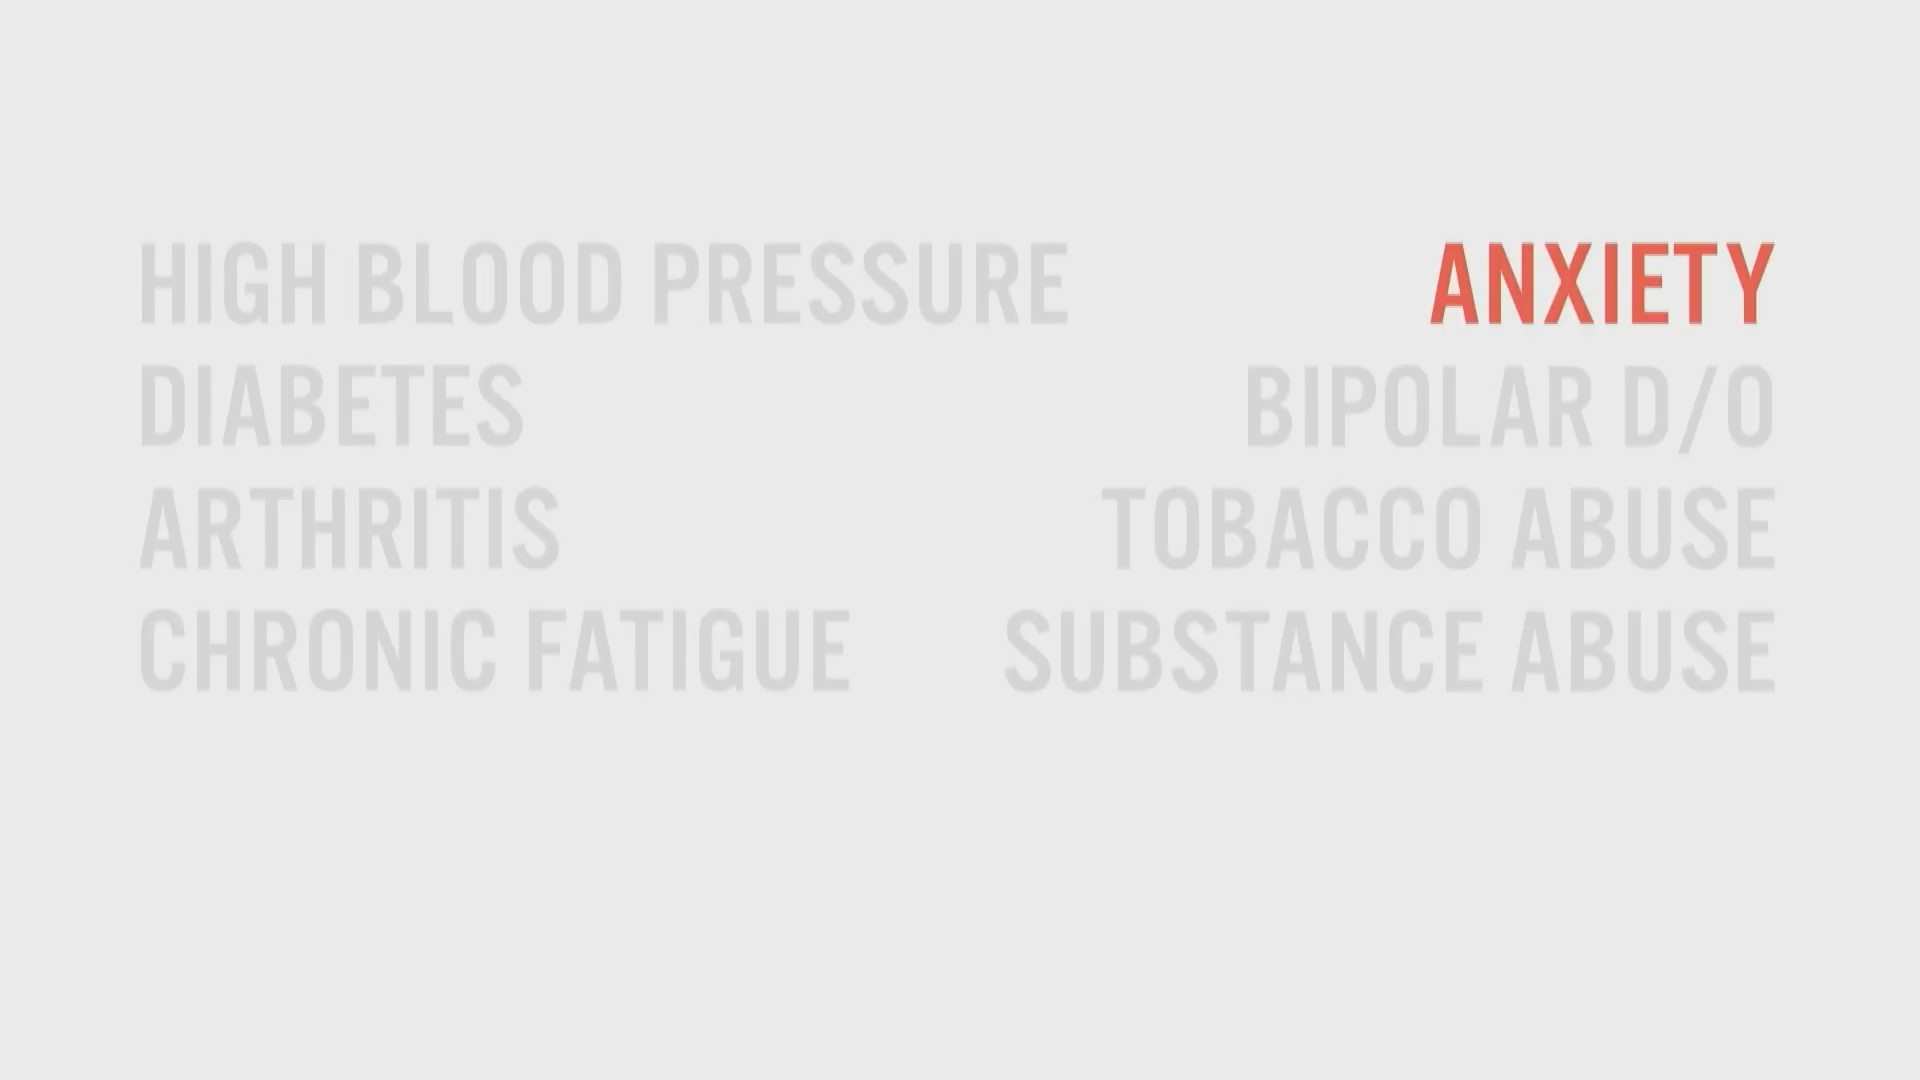 HIGH BLOOD PRESSURE
DIABETES
ARTHRITIS
CHRONIC FATIGUE
ANXIETY
BIPOLAR D/O
TOBACCO ABUSE
SUBSTANCE ABUSE